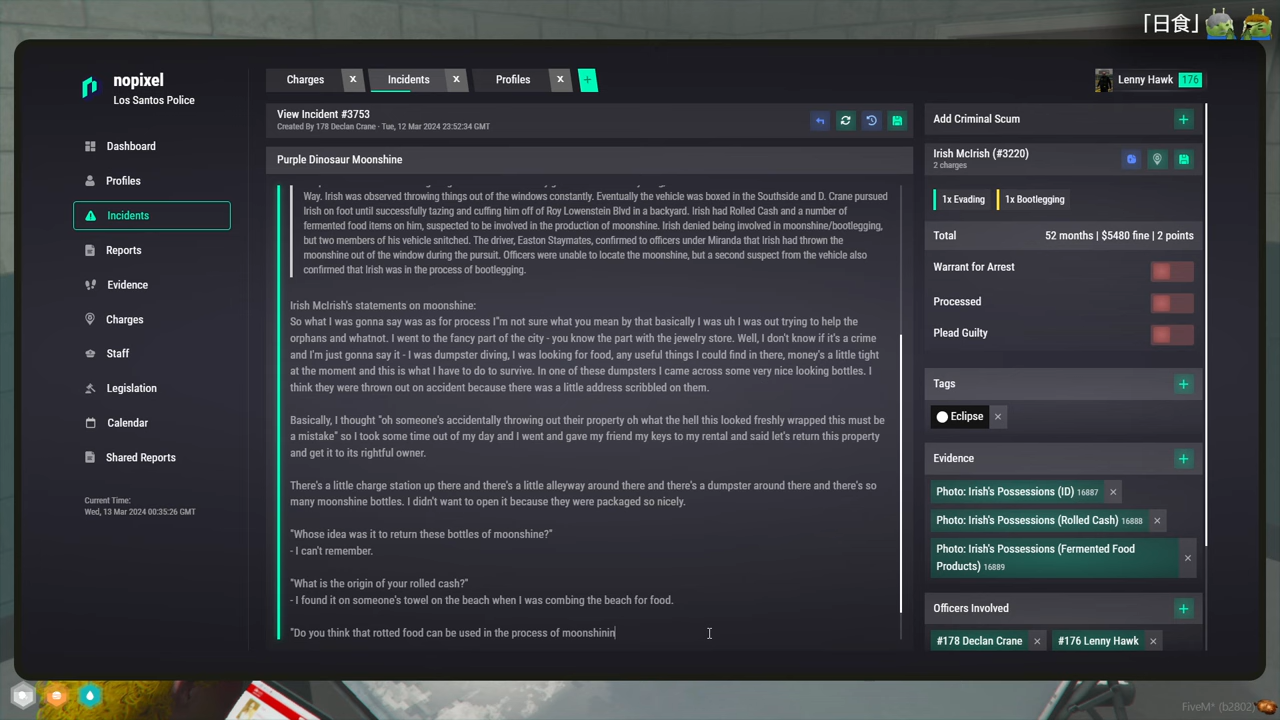 「日食」
nopixel
Los Santos Police
Charges x
Incidents x
Profiles x
+
Lenny Hawk 176
Dashboard
Profiles
Incidents
Reports
Evidence
Charges
Staff
Legislation
Calendar
Shared Reports
Current Time:
Wed, 13 Mar 2024 00:35:26 GMT
View Incident #3753
Created By 178 Declan Crane - Tue, 12 Mar 2024 23:52:34 GMT
Purple Dinosaur Moonshine
Way. Irish was observed throwing things out of the windows constantly. Eventually the vehicle was boxed in the Southside and D. Crane pursued
Irish on foot until successfully tazing and cuffing him off of Roy Lowenstein Blvd in a backyard. Irish had Rolled Cash and a number of
fermented food items on him, suspected to be involved in the production of moonshine. Irish denied being involved in moonshine/bootlegging,
but two members of his vehicle snitched. The driver, Easton Staymates, confirmed to officers under Miranda that Irish had thrown the
moonshine out of the window during the pursuit. Officers were unable to locate the moonshine, but a second suspect from the vehicle also
confirmed that Irish was in the process of bootlegging.
Irish McIrish's statements on moonshine:
So what I was gonna say was as for process I"m not sure what you mean by that basically I was uh I was out trying to help the
orphans and whatnot. I went to the fancy part of the city - you know the part with the jewelry store. Well, I don't know if it's a crime
and I'm just gonna say it - I was dumpster diving, I was looking for food, any useful things I could find in there, money's a little tight
at the moment and this is what I have to do to survive. In one of these dumpsters I came across some very nice looking bottles. I
think they were thrown out on accident because there was a little address scribbled on them.
Basically, I thought "oh someone's accidentally throwing out their property oh what the hell this looked freshly wrapped this must be
a mistake" so I took some time out of my day and I went and gave my friend my keys to my rental and said let's return this property
and get it to its rightful owner.
There's a little charge station up there and there's a little alleyway around there and there's a dumpster around there and there's so
many moonshine bottles. I didn't want to open it because they were packaged so nicely.
"Whose idea was it to return these bottles of moonshine?"
- I can't remember.
"What is the origin of your rolled cash?"
- I found it on someone's towel on the beach when I was combing the beach for food.
"Do you think that rotted food can be used in the process of moonshinin
Add Criminal Scum +
Irish McIrish (#3220)
2 charges
1x Evading
1x Bootlegging
Total 52 months | $5480 fine | 2 points
Warrant for Arrest
Processed
Plead Guilty
Tags +
Eclipse x
Evidence +
Photo: Irish's Possessions (ID) 16887 x
Photo: Irish's Possessions (Rolled Cash) 16888 x
Photo: Irish's Possessions (Fermented Food
Products) 16889 x
Officers Involved +
#178 Declan Crane x
#176 Lenny Hawk x
FiveM* (b2802)